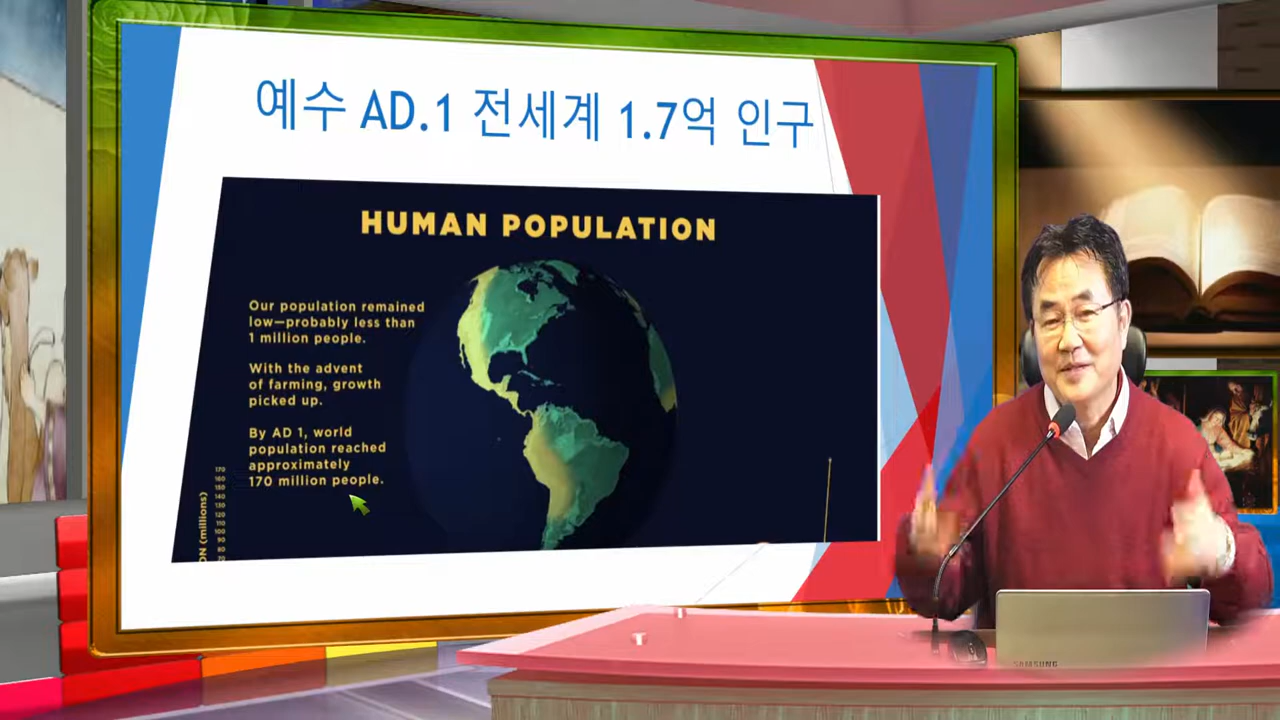 예수 AD.1 전세계 1.7억 인구
HUMAN POPULATION
Our population remained
low—probably less than
1 million people.
With the advent
of farming, growth
picked up.
By AD 1, world
population reached
approximately
170 million people.
170
160
150
140
130
120
110
100
90
80
70
ON (millions)
SAMSUNG